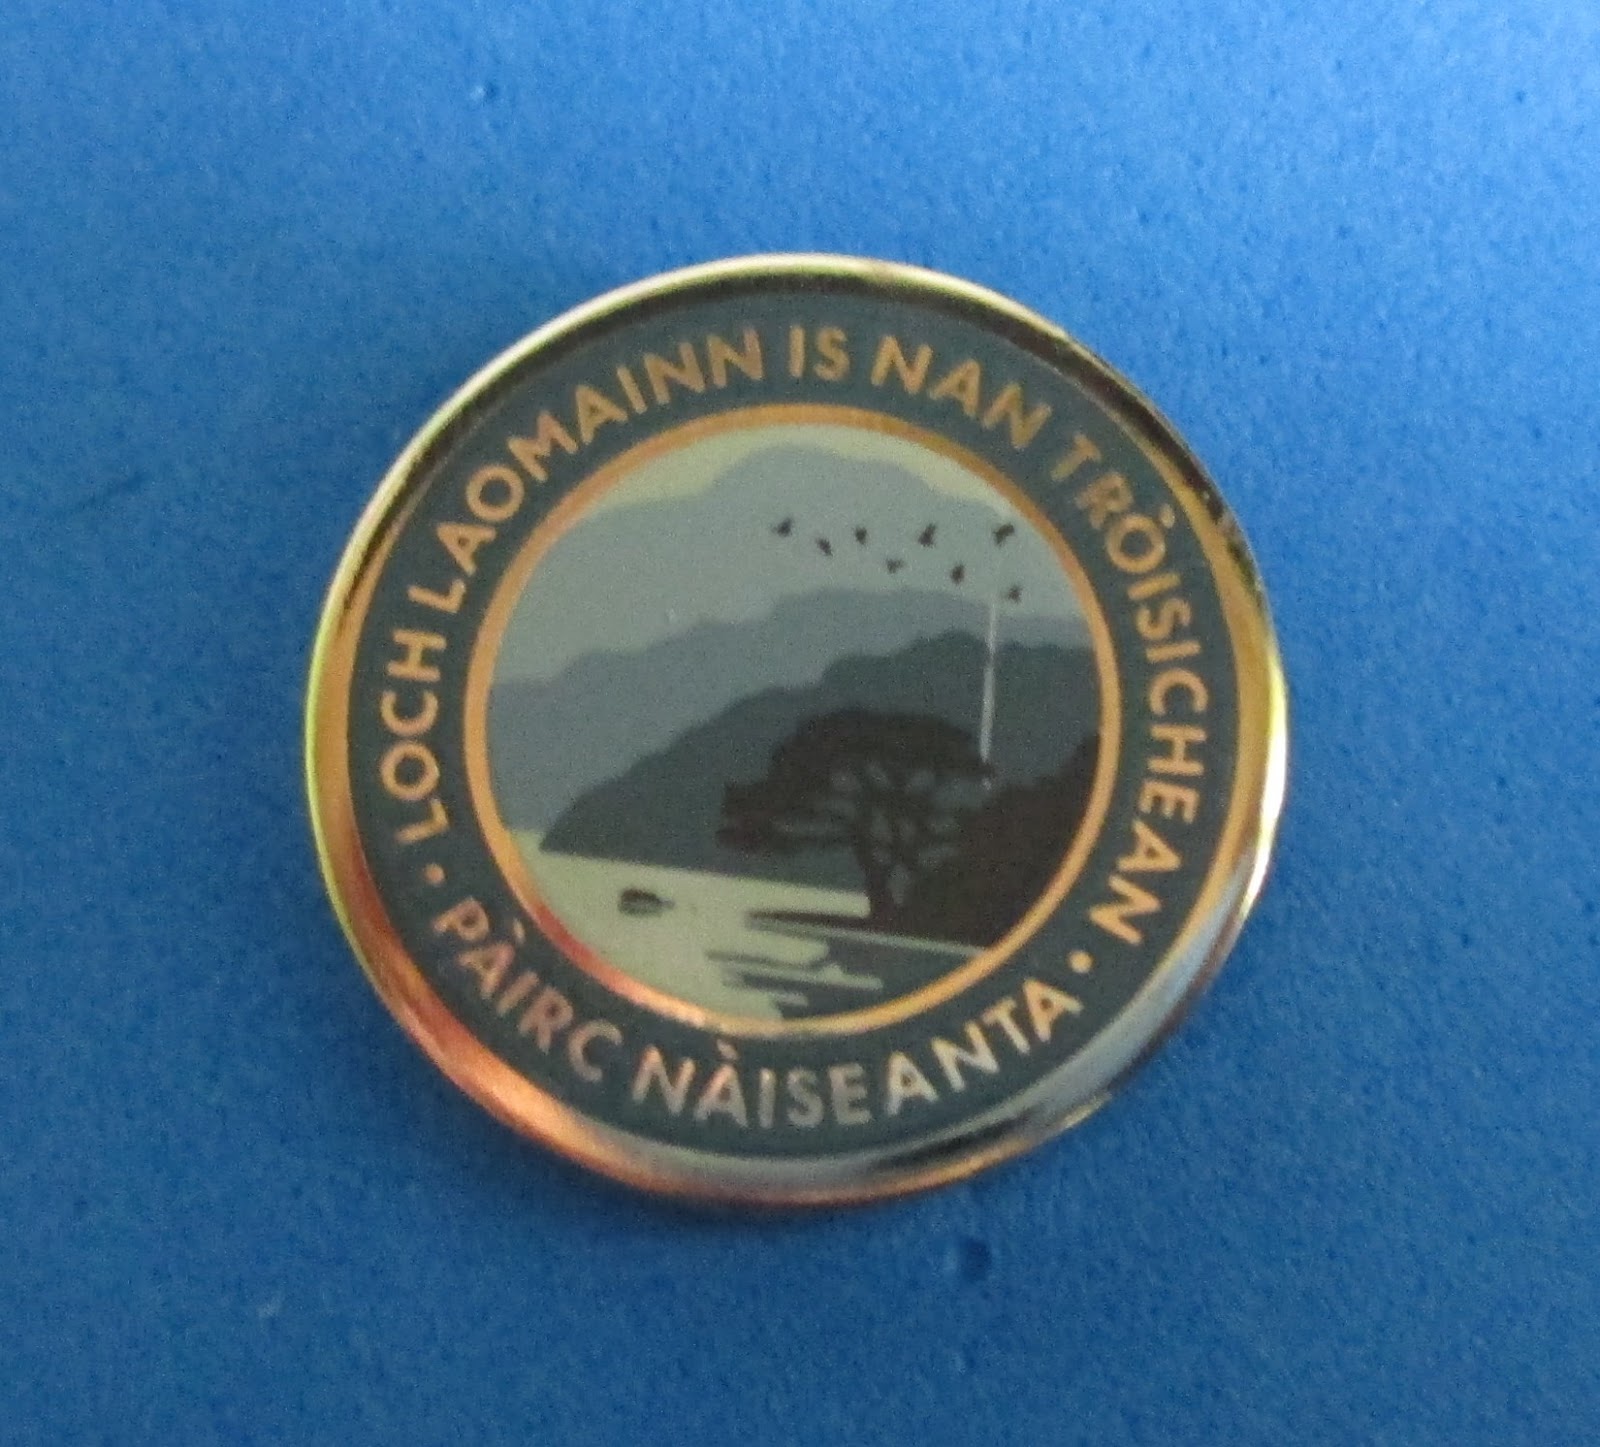 LOCH LAOMAINN IS NAN TRÒISICHEAN •
PÀIRC NÀISEANTA •